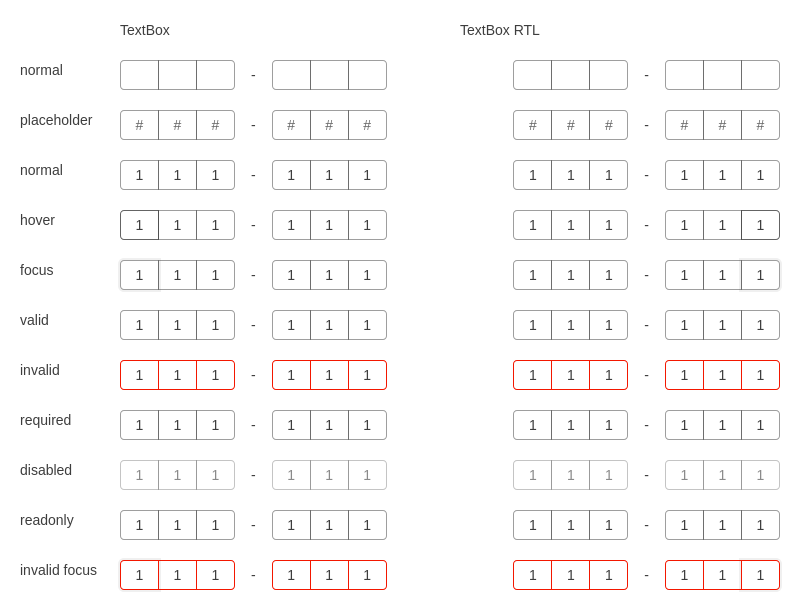 TextBox TextBox RTL
normal - -
placeholder # # # - # # # # # # - # # #
normal 1 1 1 - 1 1 1 1 1 1 - 1 1 1
hover 1 1 1 - 1 1 1 1 1 1 - 1 1 1
focus 1 1 1 - 1 1 1 1 1 1 - 1 1 1
valid 1 1 1 - 1 1 1 1 1 1 - 1 1 1
invalid 1 1 1 - 1 1 1 1 1 1 - 1 1 1
required 1 1 1 - 1 1 1 1 1 1 - 1 1 1
disabled 1 1 1 - 1 1 1 1 1 1 - 1 1 1
readonly 1 1 1 - 1 1 1 1 1 1 - 1 1 1
invalid focus 1 1 1 - 1 1 1 1 1 1 - 1 1 1